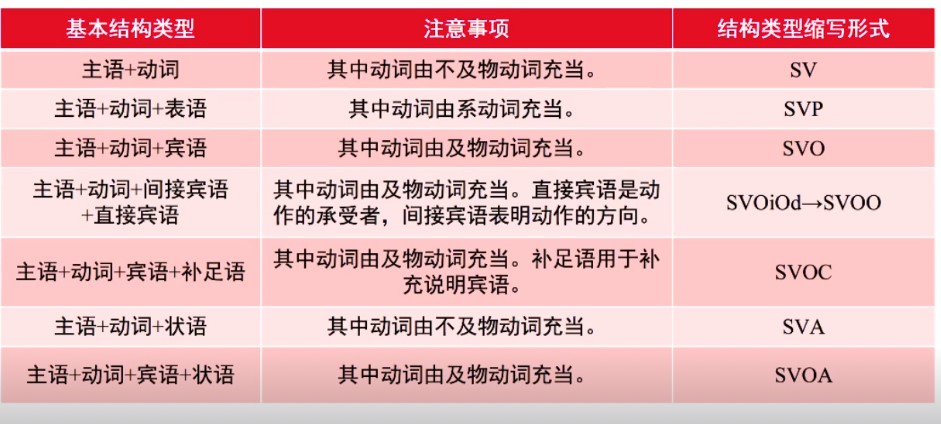 基本结构类型 注意事项 结构类型缩写形式
主语+动词 其中动词由不及物动词充当。 SV
主语+动词+表语 其中动词由系动词充当。 SVP
主语+动词+宾语 其中动词由及物动词充当。 SVO
主语+动词+间接宾语
+直接宾语
其中动词由及物动词充当。直接宾语是动
作的承受者，间接宾语表明动作的方向。
SVOiOd→SVOO
主语+动词+宾语+补足语
其中动词由及物动词充当。补足语用于补
充说明宾语。
SVOC
主语+动词+状语 其中动词由不及物动词充当。 SVA
主语+动词+宾语+状语 其中动词由及物动词充当。 SVOA